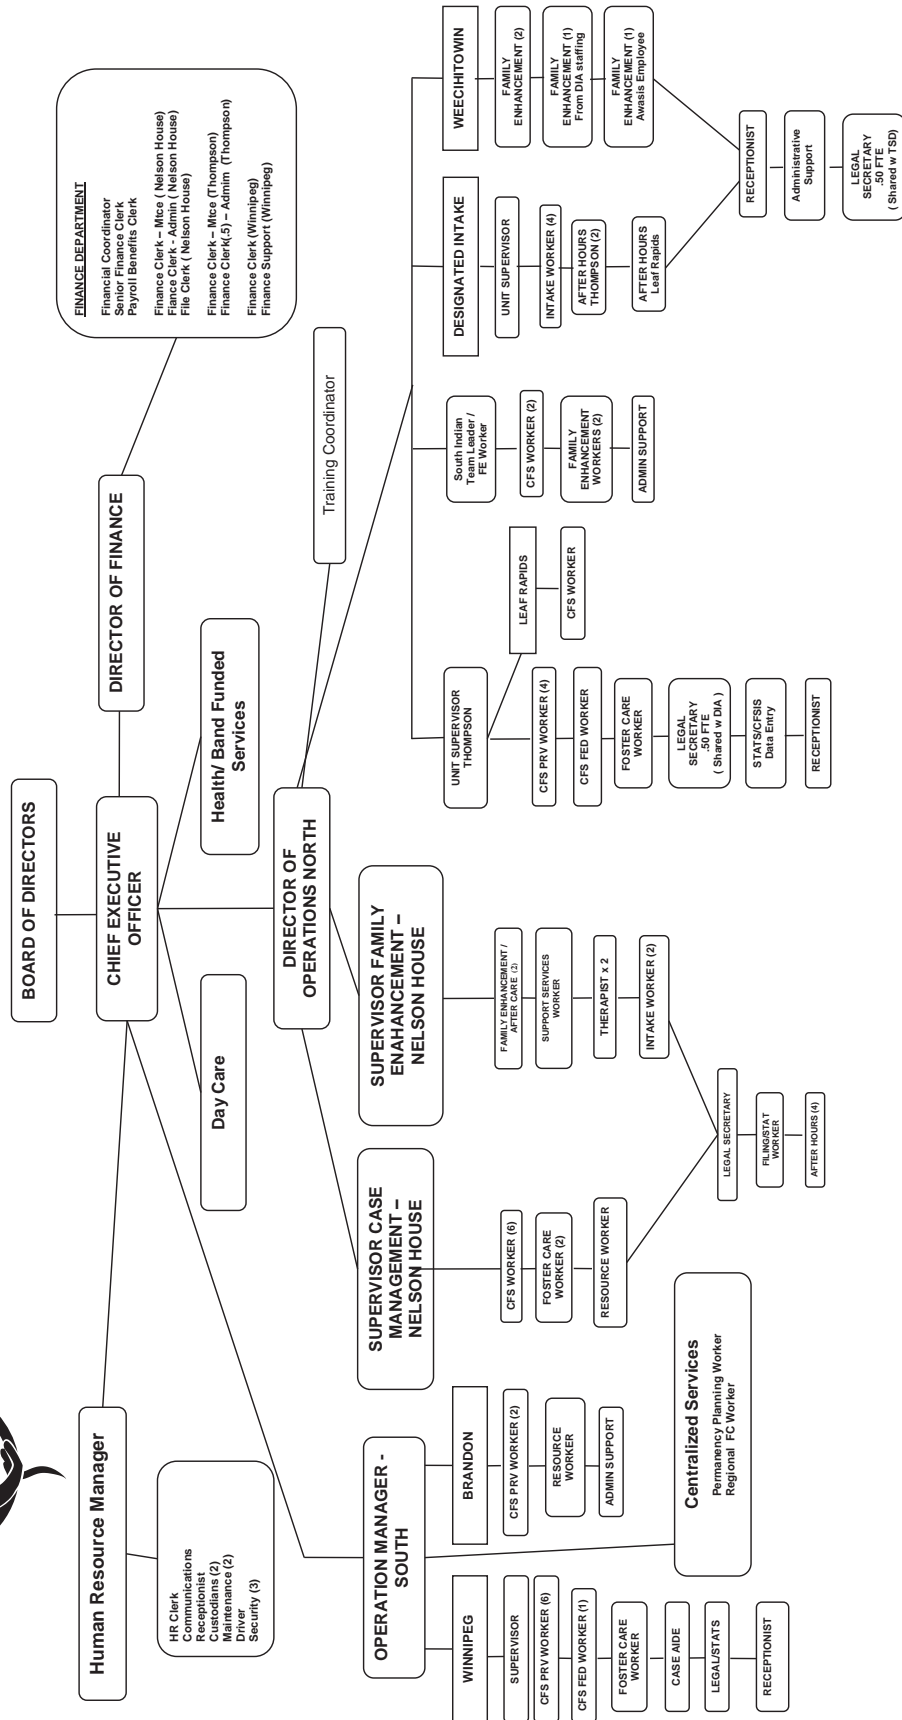 BOARD OF DIRECTORS
CHIEF EXECUTIVE
OFFICER
DIRECTOR OF FINANCE
FINANCE DEPARTMENT
Financial Coordinator
Senior Finance Clerk
Payroll Benefits Clerk
Finance Clerk – Mtce ( Nelson House)
Fiance Clerk - Admin ( Nelson House)
File Clerk ( Nelson House)
Finance Clerk – Mtce (Thompson)
Finance Clerk(.5) – Admim (Thompson)
Finance Clerk (Winnipeg)
Finance Support (Winnipeg)
Human Resource Manager
HR Clerk
Communications
Receptionist
Custodians (2)
Maintenance (2)
Driver
Security (3)
Day Care
Health/ Band Funded
Services
DIRECTOR OF
OPERATIONS NORTH
Training Coordinator
OPERATION MANAGER -
SOUTH
WINNIPEG
SUPERVISOR
CFS PRV WORKER (6)
CFS FED WORKER (1)
FOSTER CARE
WORKER
CASE AIDE
LEGAL/STATS
RECEPTIONIST
BRANDON
CFS PRV WORKER (2)
RESOURCE
WORKER
ADMIN SUPPORT
Centralized Services
Permanency Planning Worker
Regional FC Worker
SUPERVISOR CASE
MANAGEMENT –
NELSON HOUSE
CFS WORKER (6)
FOSTER CARE
WORKER (2)
RESOURCE WORKER
SUPERVISOR FAMILY
ENAHANCEMENT –
NELSON HOUSE
FAMILY ENHANCEMENT /
AFTER CARE (2)
SUPPORT SERVICES
WORKER
THERAPIST x 2
INTAKE WORKER (2)
LEGAL SECRETARY
FILING/STAT
WORKER
AFTER HOURS (4)
UNIT SUPERVISOR
THOMPSON
CFS PRV WORKER (4)
CFS FED WORKER
FOSTER CARE
WORKER
LEGAL
SECRETARY
.50 FTE
( Shared w DIA )
STATS/CFSIS
Data Entry
RECEPTIONIST
LEAF RAPIDS
CFS WORKER
South Indian
Team Leader /
FE Worker
CFS WORKER (2)
FAMILY
ENHANCEMENT
WORKERS (2)
ADMIN SUPPORT
DESIGNATED INTAKE
UNIT SUPERVISOR
INTAKE WORKER (4)
AFTER HOURS
THOMPSON (2)
AFTER HOURS
Leaf Rapids
WEECIHITOWIN
FAMILY
ENHANCEMENT (2)
FAMILY
ENHANCEMENT (1)
From DIA staffing
FAMILY
ENHANCEMENT (1)
Awasis Employee
RECEPTIONIST
Administrative
Support
LEGAL
SECRETARY
.50 FTE
( Shared w TSD)